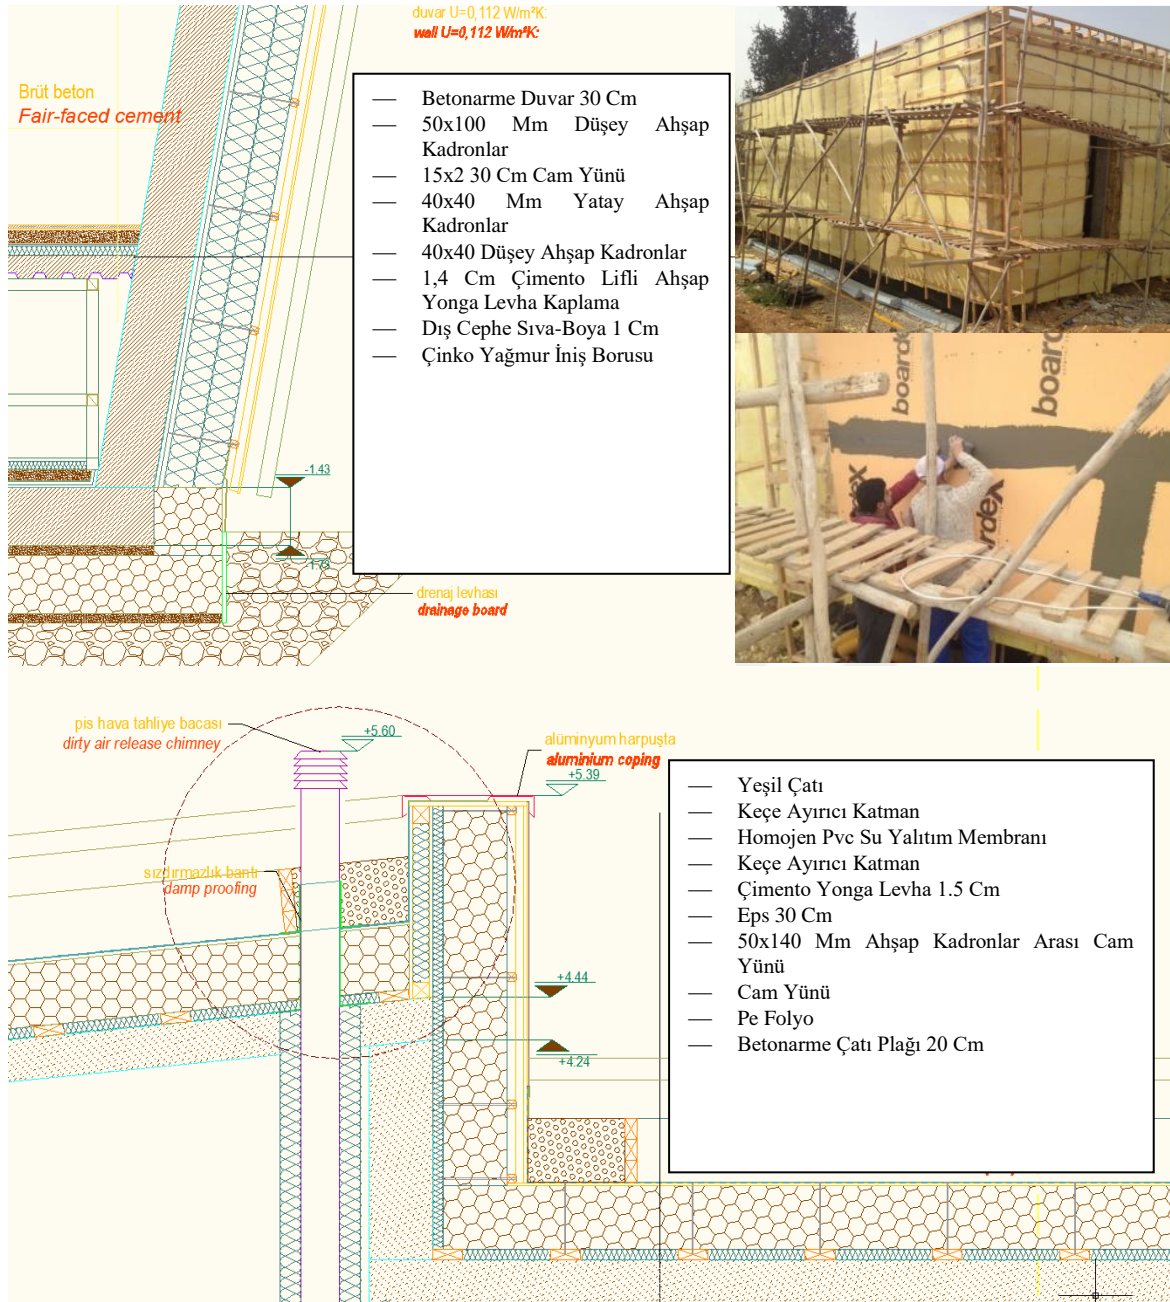 duvar U=0,112 W/m²K:
wall U=0,112 W/m²K:
Brüt beton
Fair-faced cement
— Betonarme Duvar 30 Cm
— 50x100 Mm Düşey Ahşap
Kadronlar
— 15x2 30 Cm Cam Yünü
— 40x40 Mm Yatay Ahşap
Kadronlar
— 40x40 Düşey Ahşap Kadronlar
— 1,4 Cm Çimento Lifli Ahşap
Yonga Levha Kaplama
— Dış Cephe Sıva-Boya 1 Cm
— Çinko Yağmur İniş Borusu
-1.43
-1.73
drenaj levhası
drainage board
boardex
boardex
boardex
dex
pis hava tahliye bacası
dirty air release chimney
+5.60
alüminyum harpuşta
aluminium coping
+5.39
sızdırmazlık bantı
damp proofing
+4.44
+4.24
— Yeşil Çatı
— Keçe Ayırıcı Katman
— Homojen Pvc Su Yalıtım Membranı
— Keçe Ayırıcı Katman
— Çimento Yonga Levha 1.5 Cm
— Eps 30 Cm
— 50x140 Mm Ahşap Kadronlar Arası Cam
Yünü
— Cam Yünü
— Pe Folyo
— Betonarme Çatı Plağı 20 Cm